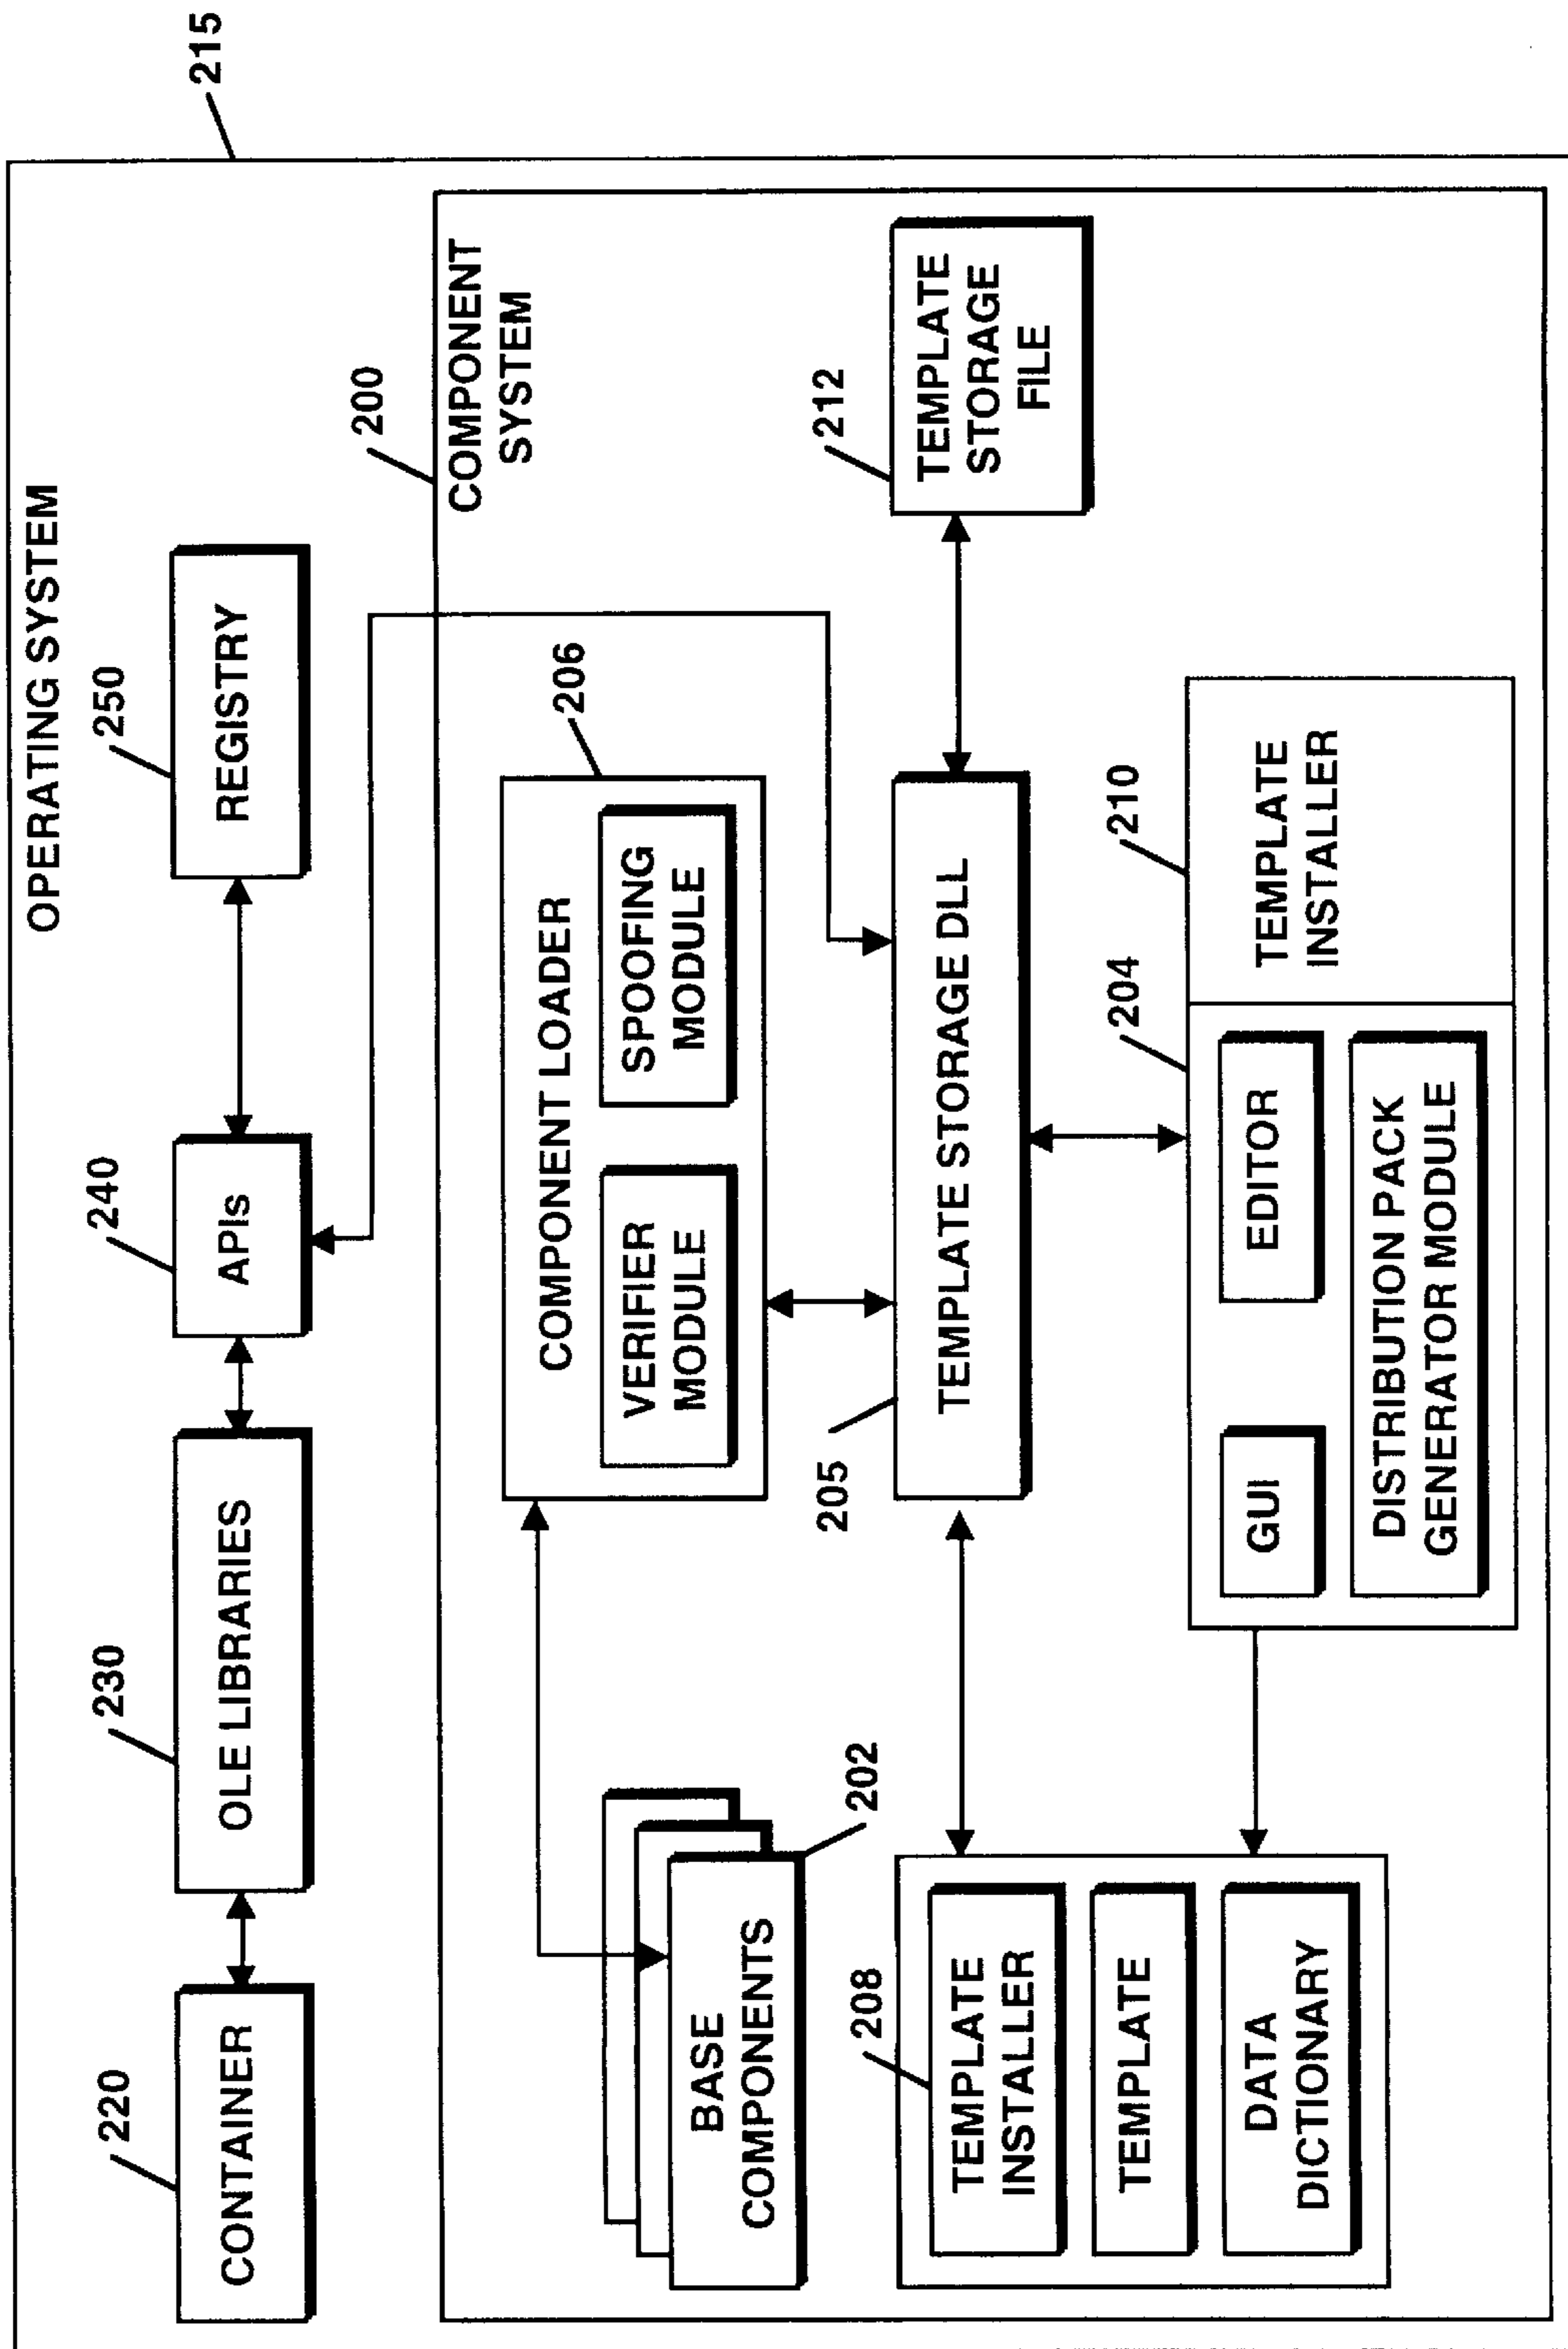 OPERATING SYSTEM
215
220
CONTAINER
230
OLE LIBRARIES
240
APIs
250
REGISTRY
200
COMPONENT
SYSTEM
202
BASE
COMPONENTS
206
COMPONENT LOADER
VERIFIER
MODULE
SPOOFING
MODULE
205
TEMPLATE STORAGE DLL
212
TEMPLATE
STORAGE
FILE
208
TEMPLATE
INSTALLER
TEMPLATE
DATA
DICTIONARY
204
GUI
EDITOR
DISTRIBUTION PACK
GENERATOR MODULE
210
TEMPLATE
INSTALLER